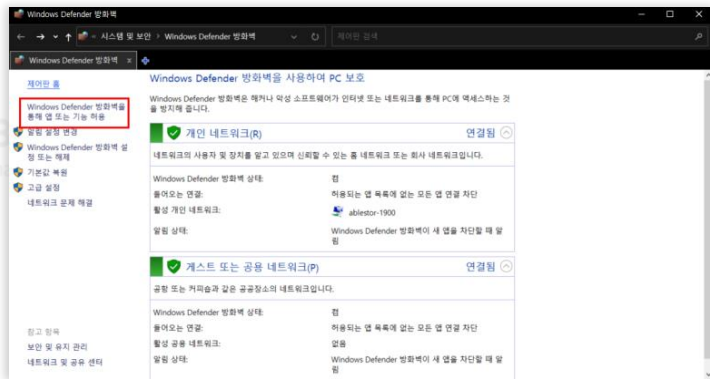 Windows Defender 방화벽
시스템 및 보안 › Windows Defender 방화벽
제어판 검색
Windows Defender 방화벽
제어판 홈
Windows Defender 방화벽을
통해 앱 또는 기능 허용
알림 설정 변경
Windows Defender 방화벽 설
정 또는 해제
기본값 복원
고급 설정
네트워크 문제 해결
참고 항목
보안 및 유지 관리
네트워크 및 공유 센터
Windows Defender 방화벽을 사용하여 PC 보호
Windows Defender 방화벽은 해커나 악성 소프트웨어가 인터넷 또는 네트워크를 통해 PC에 액세스하는 것
을 방지해 줍니다.
개인 네트워크(R) 연결됨
네트워크의 사용자 및 장치를 알고 있으며 신뢰할 수 있는 홈 네트워크 또는 회사 네트워크입니다.
Windows Defender 방화벽 상태: 켬
들어오는 연결: 허용되는 앱 목록에 없는 모든 앱 연결 차단
활성 개인 네트워크: ablestor-1900
알림 상태: Windows Defender 방화벽이 새 앱을 차단할 때 알
림
게스트 또는 공용 네트워크(P) 연결됨
공항 또는 커피숍과 같은 공공장소의 네트워크입니다.
Windows Defender 방화벽 상태: 켬
들어오는 연결: 허용되는 앱 목록에 없는 모든 앱 연결 차단
활성 공용 네트워크: 없음
알림 상태: Windows Defender 방화벽이 새 앱을 차단할 때 알
림